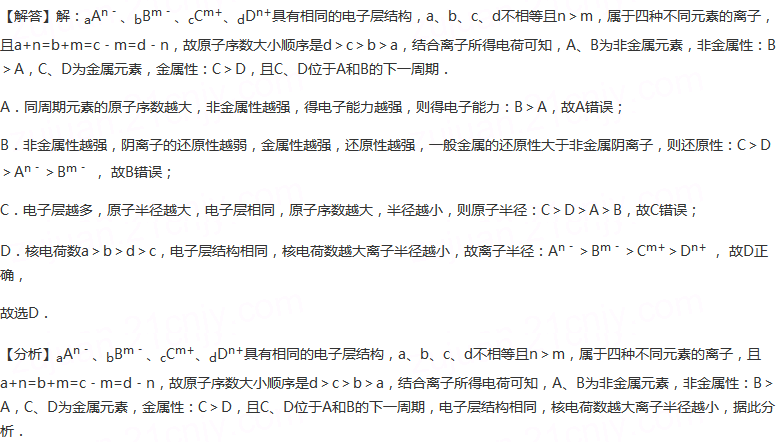 【解答】解：ₐAⁿ⁻、bBᵐ⁻、cCᵐ⁺、dDⁿ⁺具有相同的电子层结构，a、b、c、d不相等且n＞m，属于四种不同元素的离子，
且a+n=b+m=c﹣m=d﹣n，故原子序数大小顺序是d＞c＞b＞a，结合离子所得电荷可知，A、B为非金属元素，非金属性：B
＞A，C、D为金属元素，金属性：C＞D，且C、D位于A和B的下一周期．
A．同周期元素的原子序数越大，非金属性越强，得电子能力越强，则得电子能力：B＞A，故A错误；
B．非金属性越强，阴离子的还原性越弱，金属性越强，还原性越强，一般金属的还原性大于非金属阴离子，则还原性：C＞D
＞Aⁿ⁻＞Bᵐ⁻ ，故B错误；
C．电子层越多，原子半径越大，电子层相同，原子序数越大，半径越小，则原子半径：C＞D＞A＞B，故C错误；
D．核电荷数a＞b＞d＞c，电子层结构相同，核电荷数越大离子半径越小，故离子半径：Aⁿ⁻＞Bᵐ⁻＞Cᵐ⁺＞Dⁿ⁺ ，故D正
确，
故选D．
【分析】ₐAⁿ⁻、bBᵐ⁻、cCᵐ⁺、dDⁿ⁺具有相同的电子层结构，a、b、c、d不相等且n＞m，属于四种不同元素的离子，且
a+n=b+m=c﹣m=d﹣n，故原子序数大小顺序是d＞c＞b＞a，结合离子所得电荷可知，A、B为非金属元素，非金属性：B＞
A，C、D为金属元素，金属性：C＞D，且C、D位于A和B的下一周期，电子层结构相同，核电荷数越大离子半径越小，据此分
析．